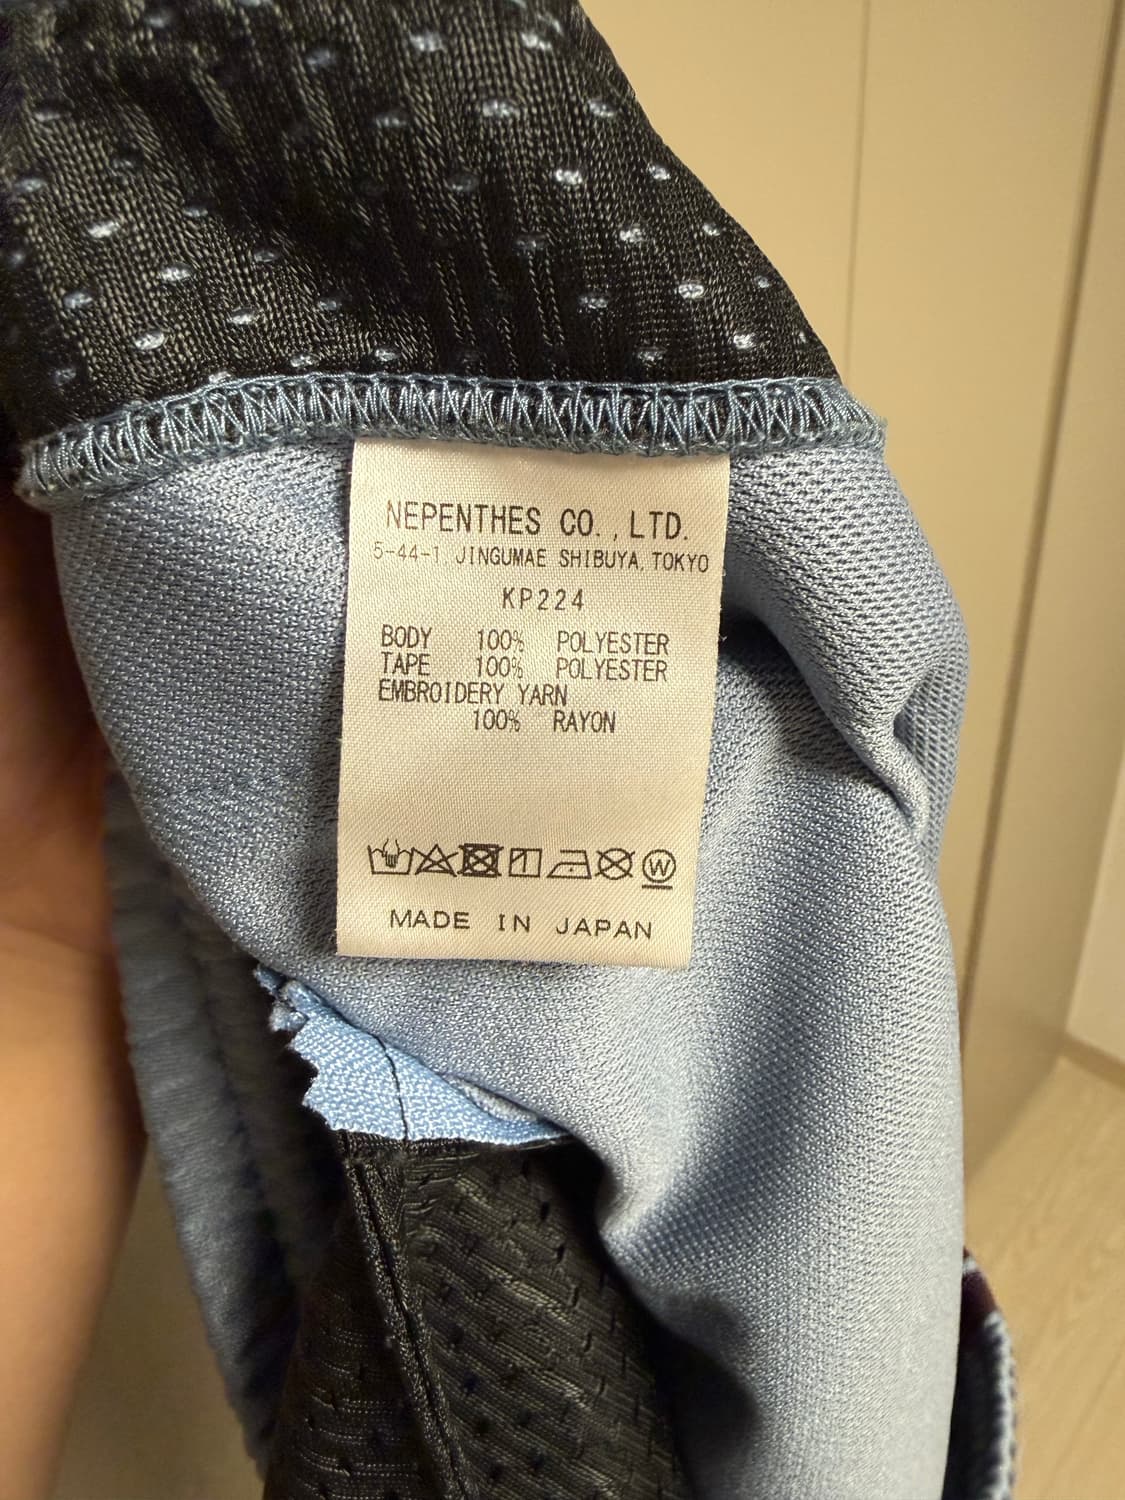 NEPENTHES CO., LTD.
5-44-1 JINGUMAE SHIBUYA, TOKYO
KP224
BODY 100% POLYESTER
TAPE 100% POLYESTER
EMBROIDERY YARN
100% RAYON
W
MADE IN JAPAN